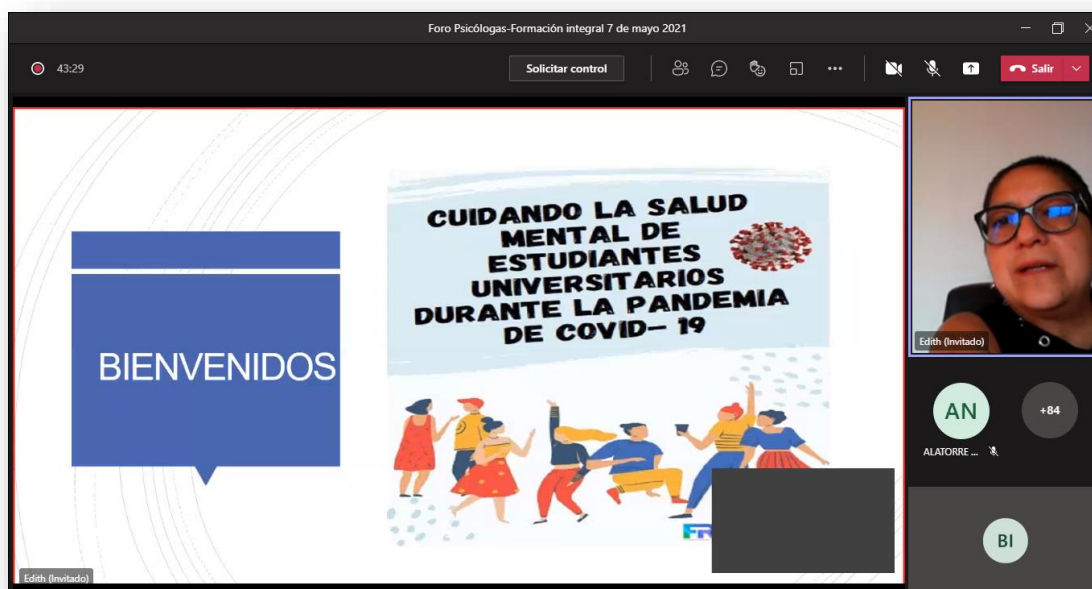 Foro Psicólogas-Formación integral 7 de mayo 2021
43:29
Solicitar control
Salir
BIENVENIDOS
CUIDANDO LA SALUD
MENTAL DE
ESTUDIANTES
UNIVERSITARIOS
DURANTE LA PANDEMIA
DE COVID- 19
Edith (Invitado)
Edith (Invitado)
AN
+84
ALATORRE ...
BI